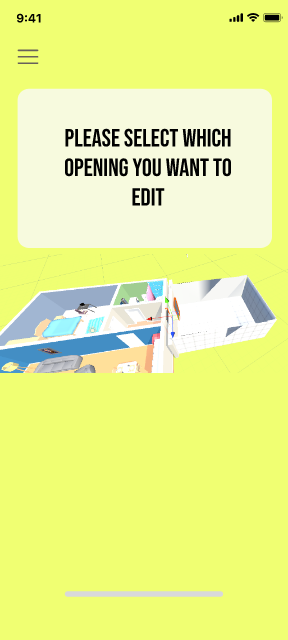 9:41
PLEASE SELECT WHICH
OPENING YOU WANT TO
EDIT